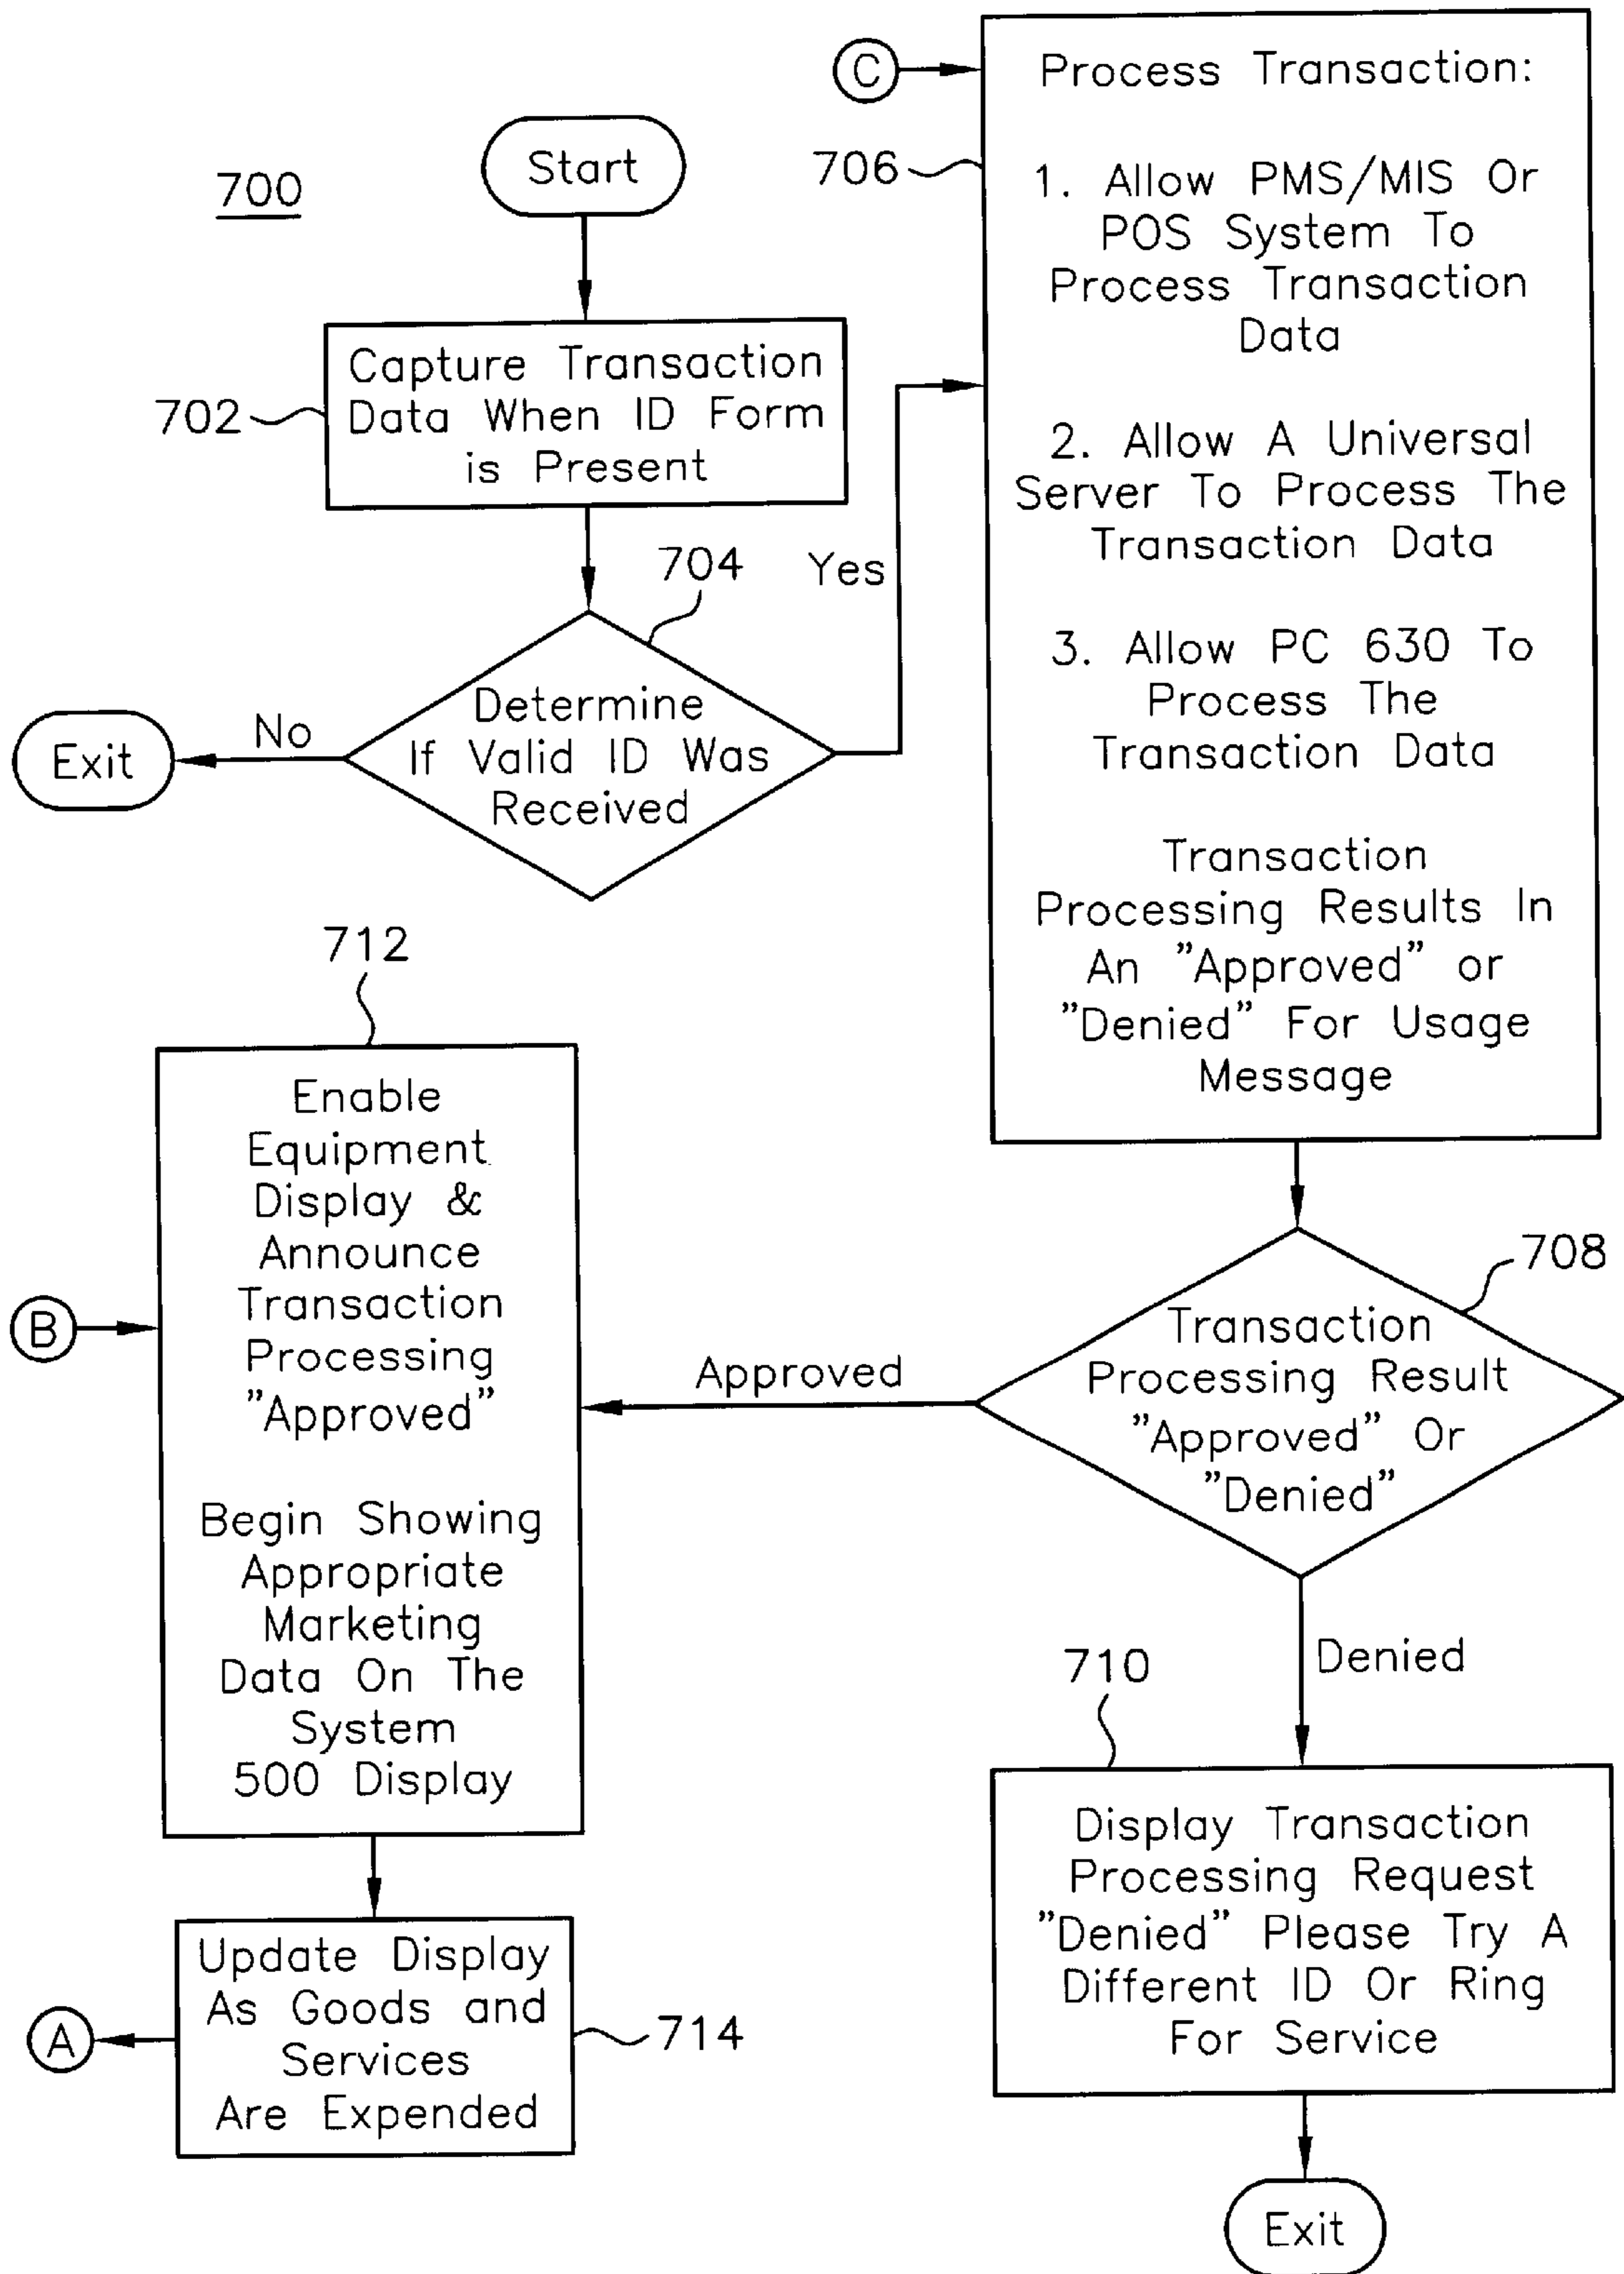 700
Start
702
Capture Transaction
Data When ID Form
is Present
704
Determine
If Valid ID Was
Received
No
Exit
Yes
C
706
Process Transaction:
1. Allow PMS/MIS Or
POS System To
Process Transaction
Data
2. Allow A Universal
Server To Process The
Transaction Data
3. Allow PC 630 To
Process The
Transaction Data
Transaction
Processing Results In
An "Approved" or
"Denied" For Usage
Message
708
Transaction
Processing Result
"Approved" Or
"Denied"
Approved
Denied
712
B
Enable
Equipment
Display &
Announce
Transaction
Processing
"Approved"
Begin Showing
Appropriate
Marketing
Data On The
System
500 Display
714
Update Display
As Goods and
Services
Are Expended
A
710
Display Transaction
Processing Request
"Denied" Please Try A
Different ID Or Ring
For Service
Exit